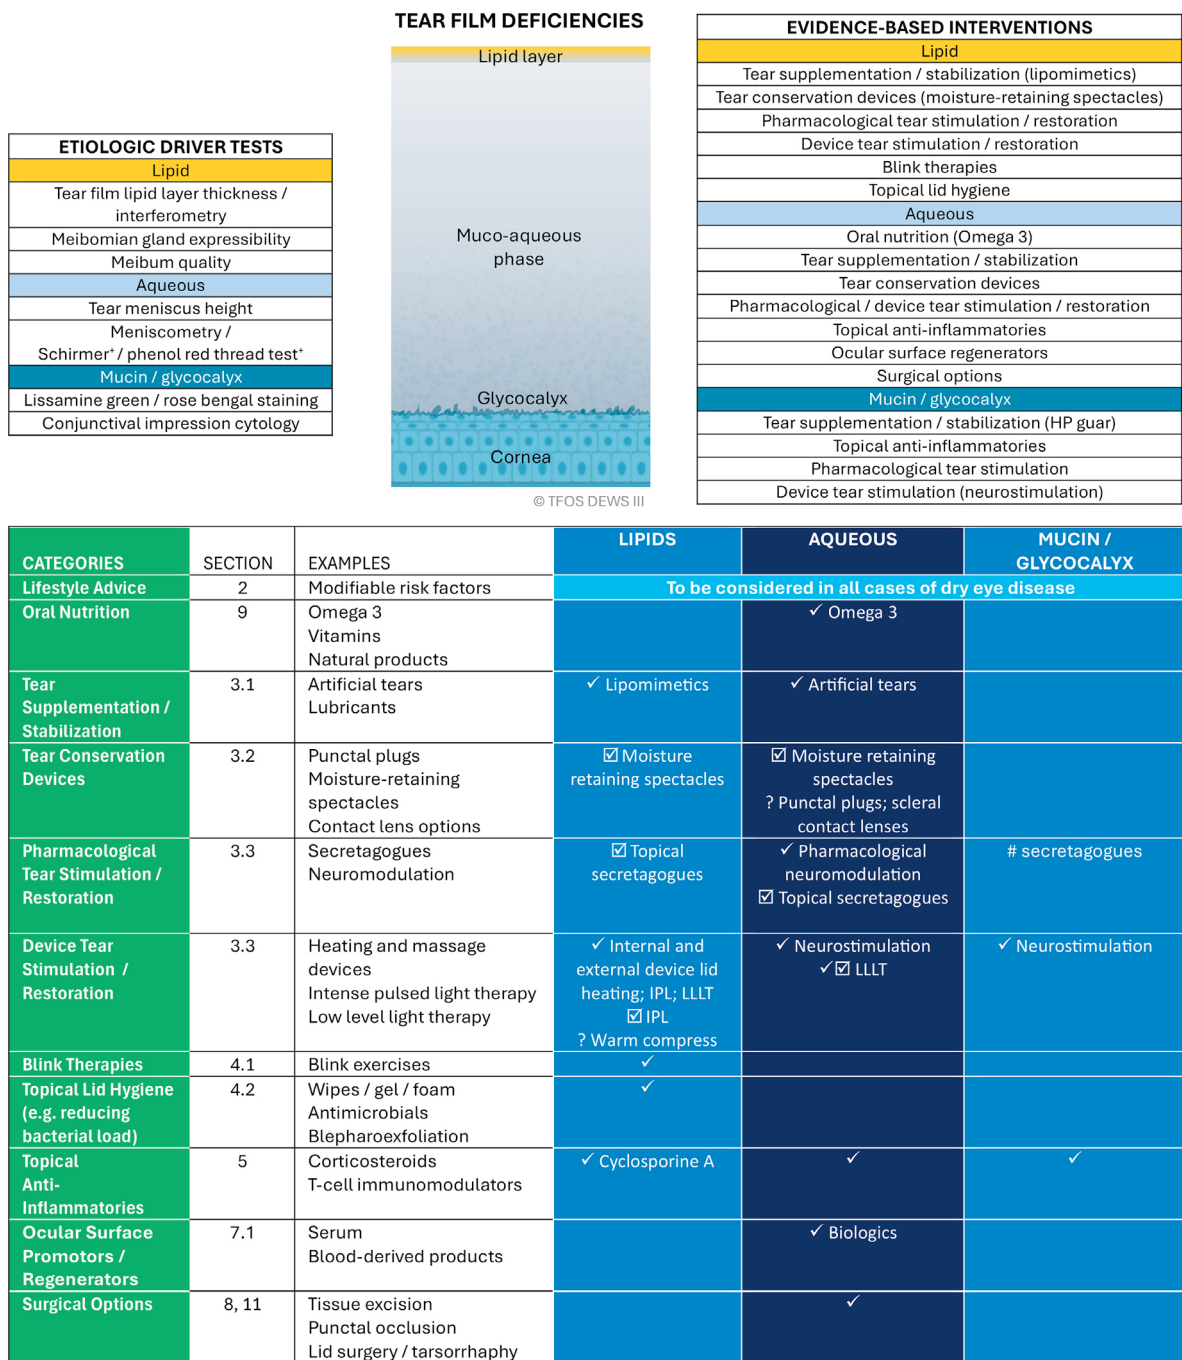 TEAR FILM DEFICIENCIES
Lipid layer
Muco-aqueous
phase
Glycocalyx
Cornea
© TFOS DEWS III
ETIOLOGIC DRIVER TESTS
Lipid
Tear film lipid layer thickness /
interferometry
Meibomian gland expressibility
Meibum quality
Aqueous
Tear meniscus height
Meniscometry /
Schirmer⁺ / phenol red thread test⁺
Mucin / glycocalyx
Lissamine green / rose bengal staining
Conjunctival impression cytology
EVIDENCE-BASED INTERVENTIONS
Lipid
Tear supplementation / stabilization (lipomimetics)
Tear conservation devices (moisture-retaining spectacles)
Pharmacological tear stimulation / restoration
Device tear stimulation / restoration
Blink therapies
Topical lid hygiene
Aqueous
Oral nutrition (Omega 3)
Tear supplementation / stabilization
Tear conservation devices
Pharmacological / device tear stimulation / restoration
Topical anti-inflammatories
Ocular surface regenerators
Surgical options
Mucin / glycocalyx
Tear supplementation / stabilization (HP guar)
Topical anti-inflammatories
Pharmacological tear stimulation
Device tear stimulation (neurostimulation)
CATEGORIES
SECTION
EXAMPLES
LIPIDS
AQUEOUS
MUCIN /
GLYCOCALYX
Lifestyle Advice
2
Modifiable risk factors
To be considered in all cases of dry eye disease
Oral Nutrition
9
Omega 3
Vitamins
Natural products
✓ Omega 3
Tear
Supplementation /
Stabilization
3.1
Artificial tears
Lubricants
✓ Lipomimetics
✓ Artificial tears
Tear Conservation
Devices
3.2
Punctal plugs
Moisture-retaining
spectacles
Contact lens options
☑ Moisture
retaining spectacles
☑ Moisture retaining
spectacles
? Punctal plugs; scleral
contact lenses
Pharmacological
Tear Stimulation /
Restoration
3.3
Secretagogues
Neuromodulation
☑ Topical
secretagogues
✓ Pharmacological
neuromodulation
☑ Topical secretagogues
# secretagogues
Device Tear
Stimulation /
Restoration
3.3
Heating and massage
devices
Intense pulsed light therapy
Low level light therapy
✓ Internal and
external device lid
heating; IPL; LLLT
☑ IPL
? Warm compress
✓ Neurostimulation
✓☑ LLLT
✓ Neurostimulation
Blink Therapies
4.1
Blink exercises
✓
Topical Lid Hygiene
(e.g. reducing
bacterial load)
4.2
Wipes / gel / foam
Antimicrobials
Blepharoexfoliation
✓
Topical
Anti-
Inflammatories
5
Corticosteroids
T-cell immunomodulators
✓ Cyclosporine A
✓
✓
Ocular Surface
Promotors /
Regenerators
7.1
Serum
Blood-derived products
✓ Biologics
Surgical Options
8, 11
Tissue excision
Punctal occlusion
Lid surgery / tarsorrhaphy
✓